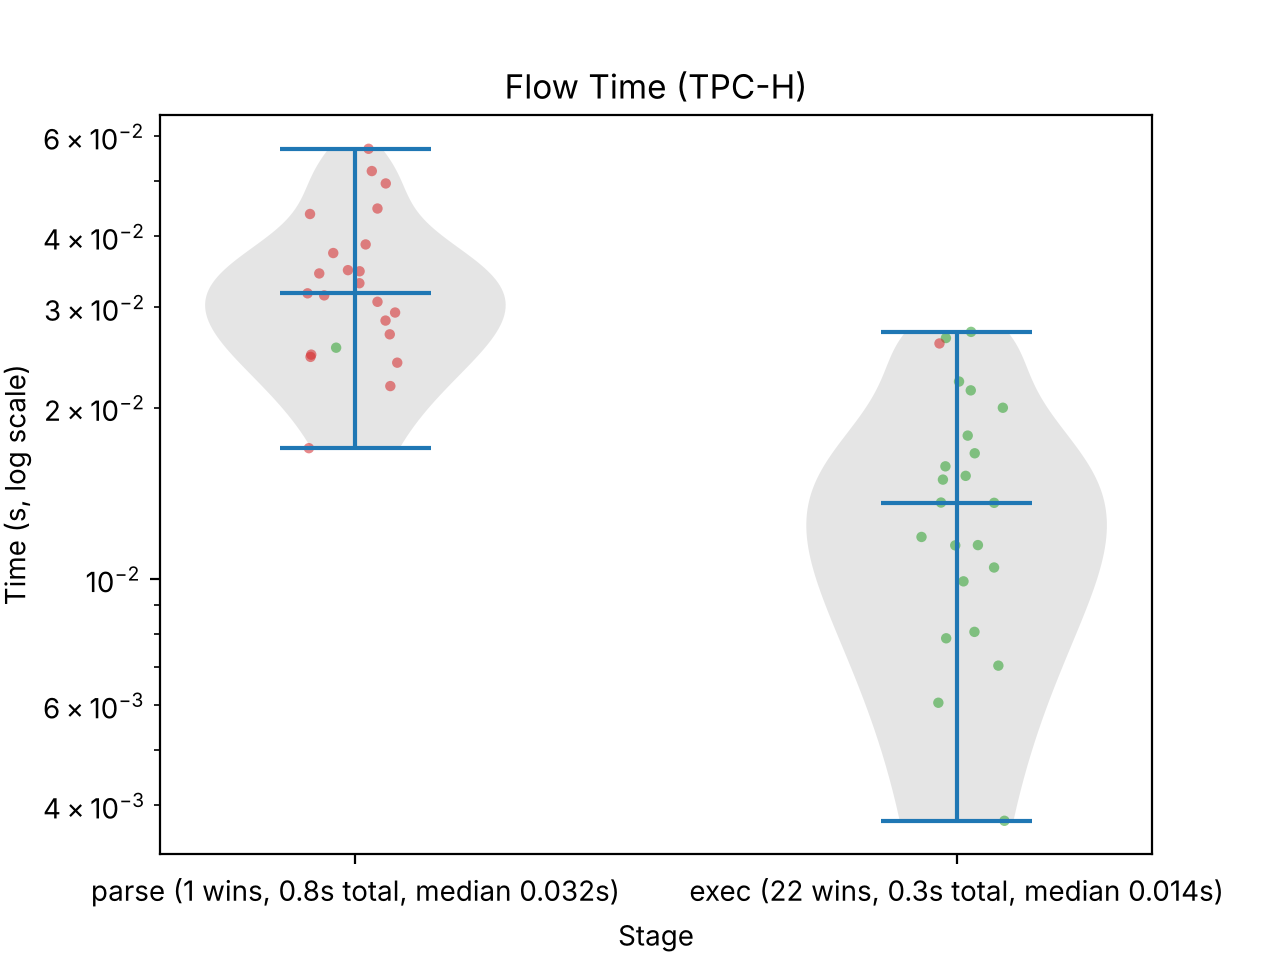 Flow Time (TPC-H)
6 × 10⁻²
4 × 10⁻²
3 × 10⁻²
2 × 10⁻²
10⁻²
6 × 10⁻³
4 × 10⁻³
Time (s, log scale)
parse (1 wins, 0.8s total, median 0.032s)
exec (22 wins, 0.3s total, median 0.014s)
Stage